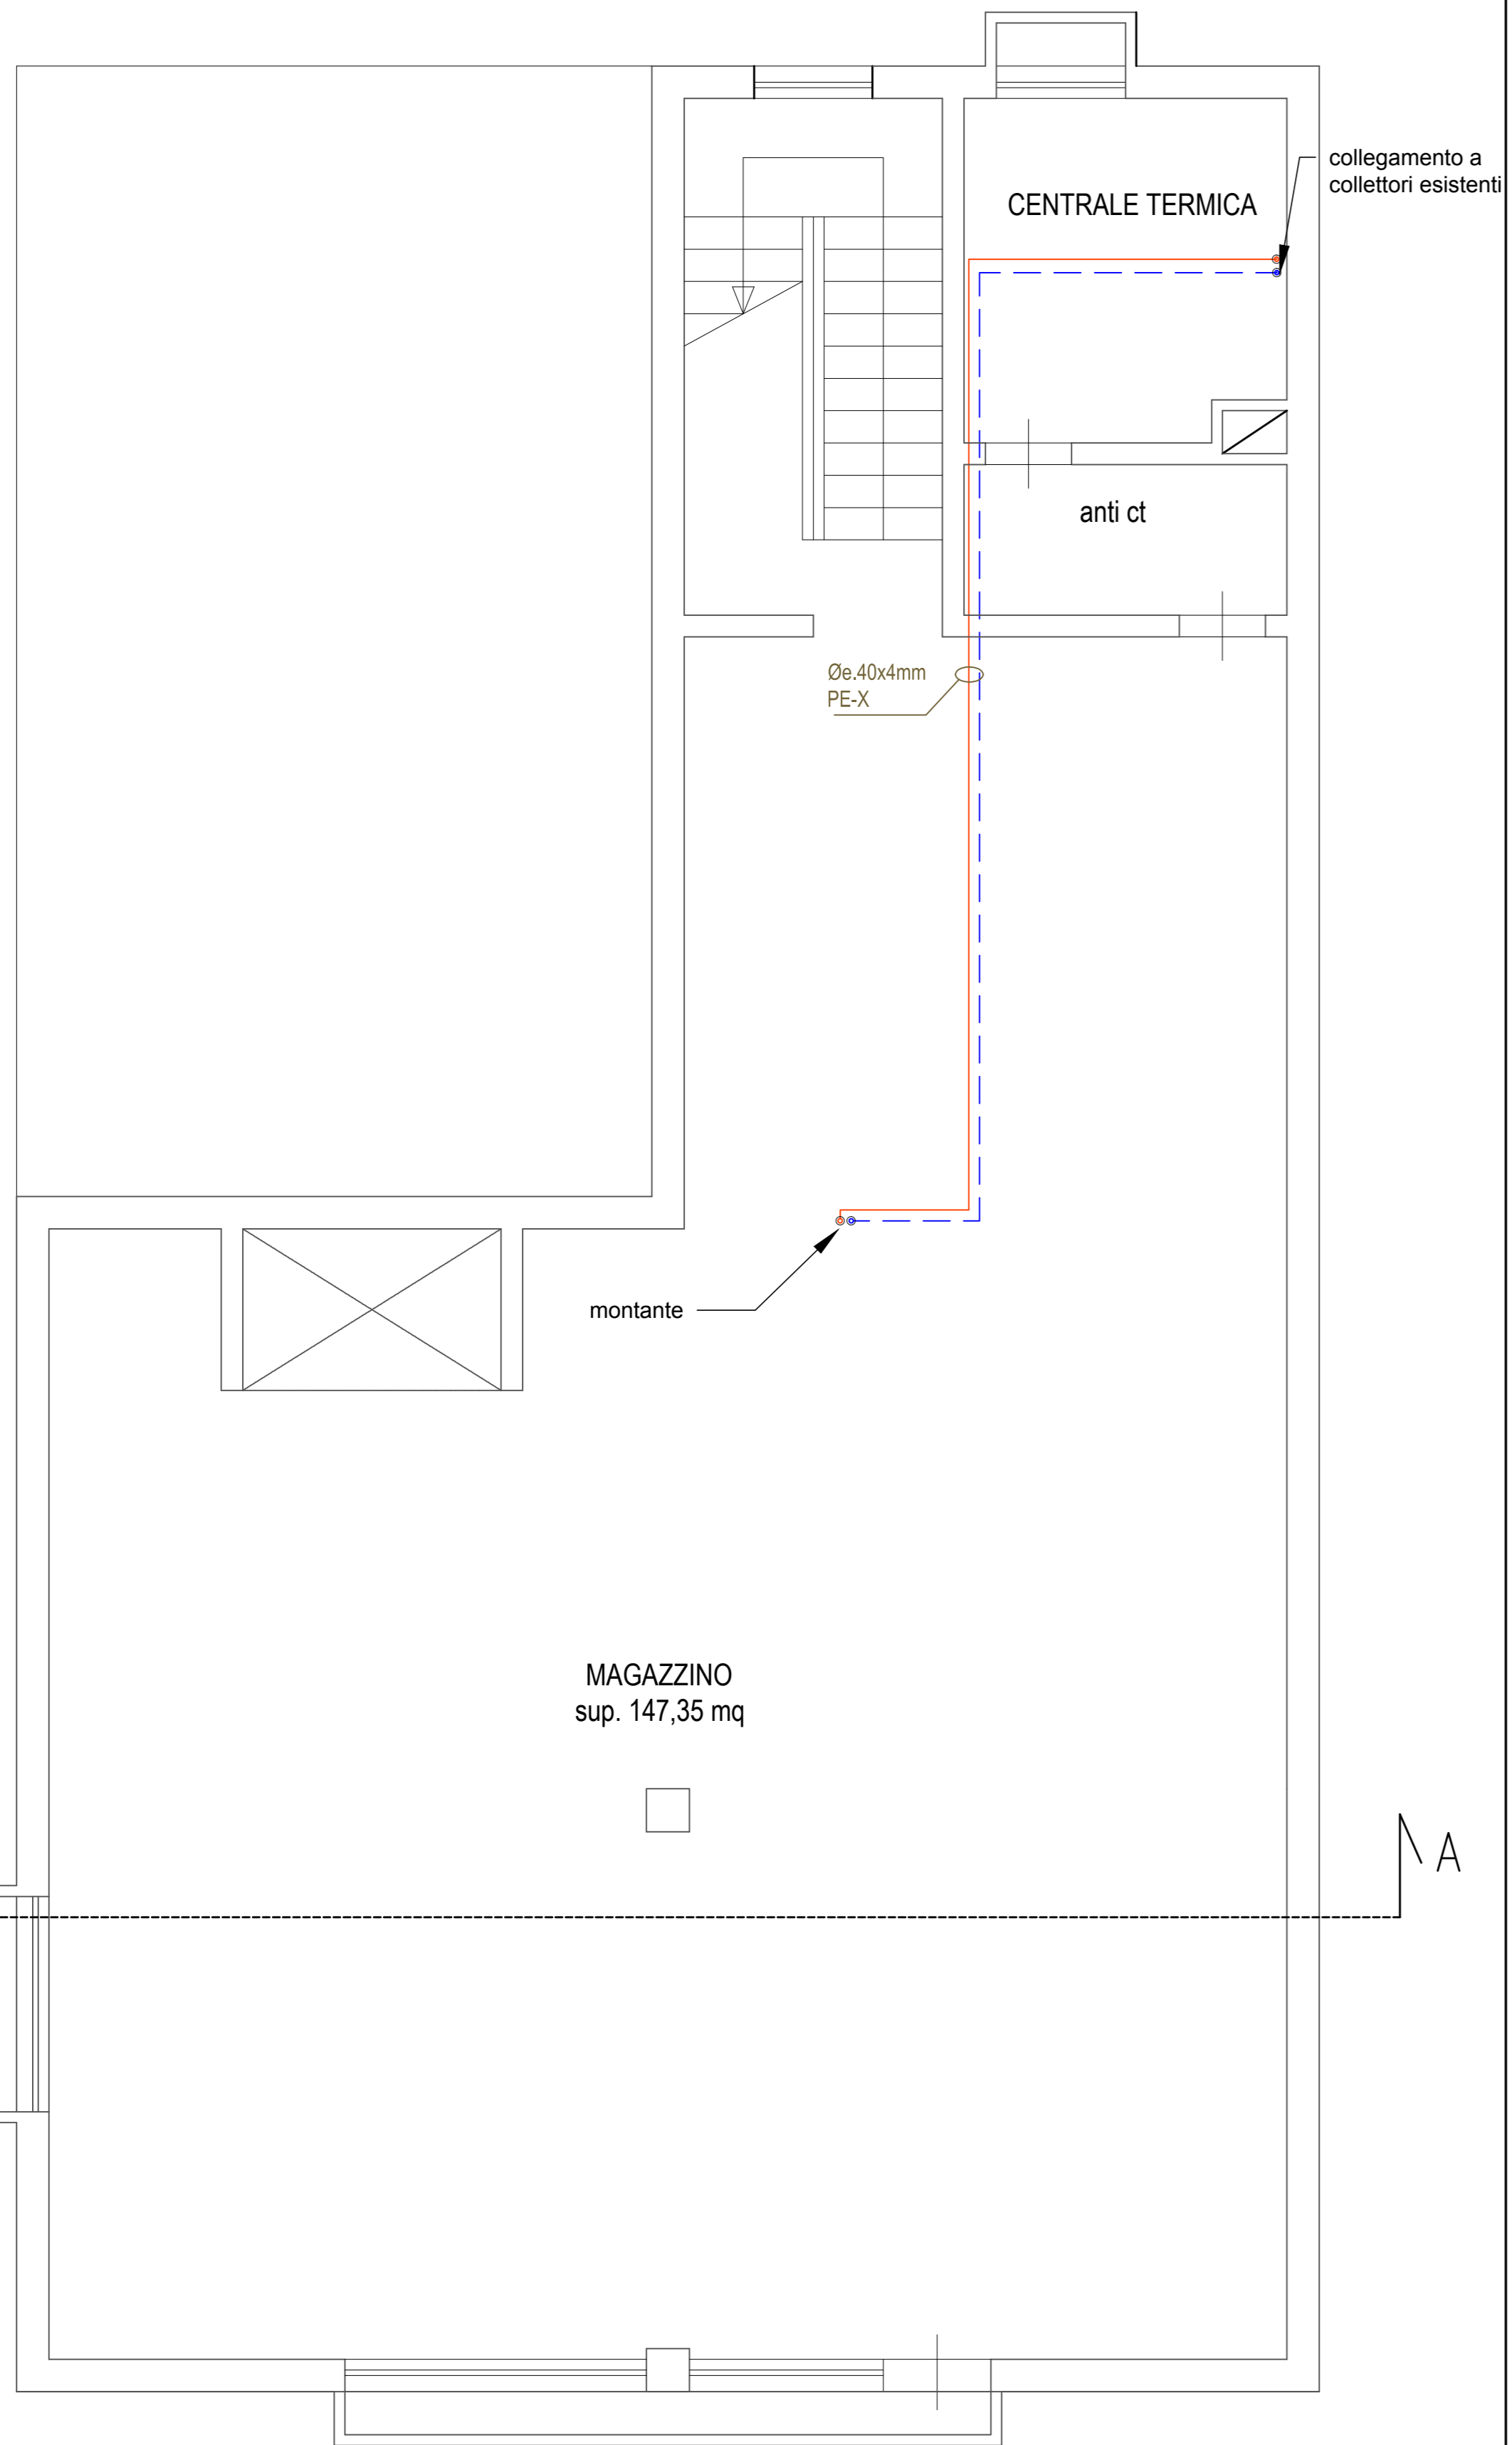 collegamento a
collettori esistenti
CENTRALE TERMICA
anti ct
Øe.40x4mm
PE-X
montante
MAGAZZINO
sup. 147,35 mq
A